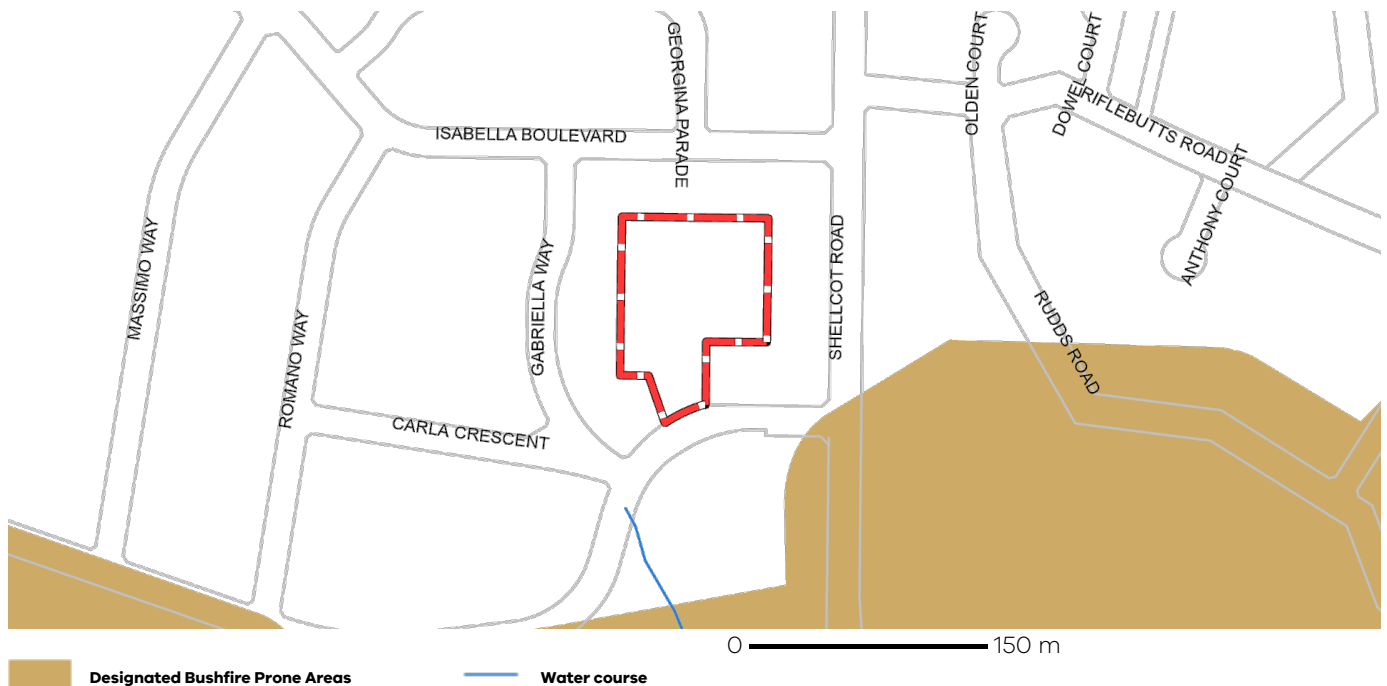 GEORGINA PARADE
OLDEN COURT
DOWEL COURT
RIFLEBUTTS ROAD
ISABELLA BOULEVARD
ANTHONY COURT
MASSIMO WAY
GABRIELLA WAY
SHELLCOT ROAD
ROMANO WAY
RUDDS ROAD
CARLA CRESCENT
0 150 m
Designated Bushfire Prone Areas
Water course